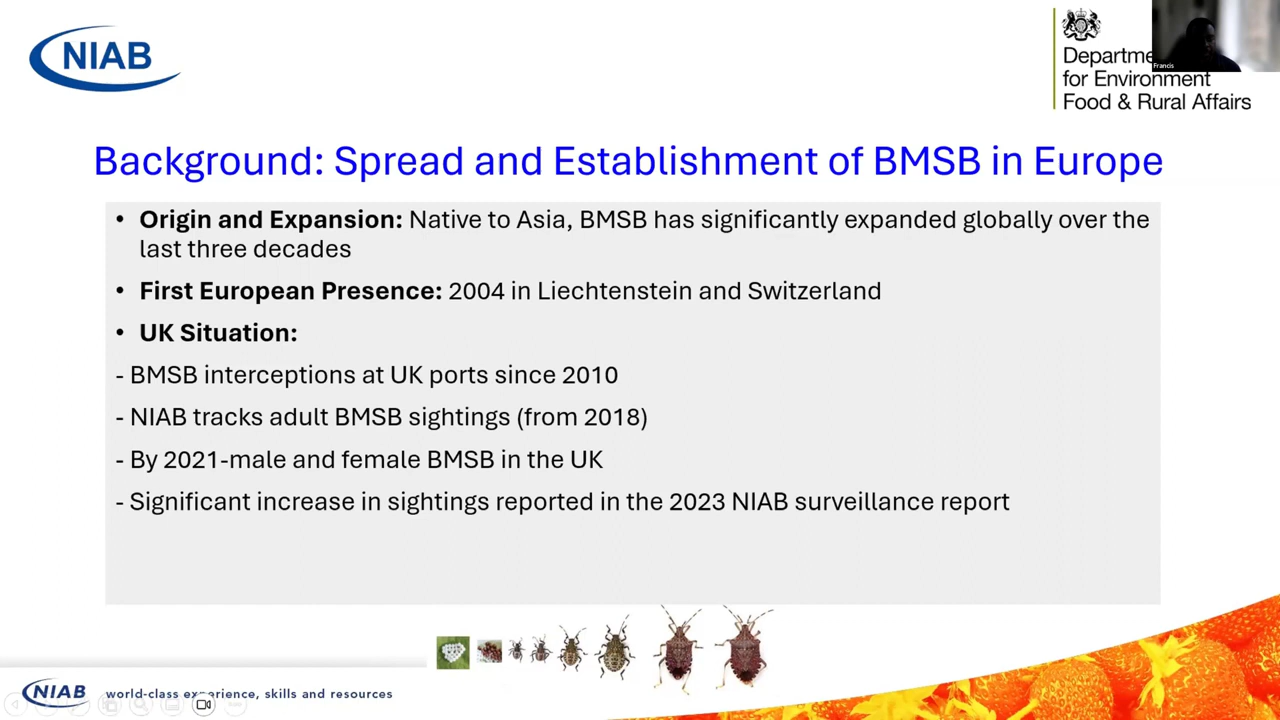 NIAB
Departme
for Environment
Food & Rural Affairs
Francis
Background: Spread and Establishment of BMSB in Europe
• Origin and Expansion: Native to Asia, BMSB has significantly expanded globally over the
last three decades
• First European Presence: 2004 in Liechtenstein and Switzerland
• UK Situation:
- BMSB interceptions at UK ports since 2010
- NIAB tracks adult BMSB sightings (from 2018)
- By 2021-male and female BMSB in the UK
- Significant increase in sightings reported in the 2023 NIAB surveillance report
NIAB
world-class experience, skills and resources